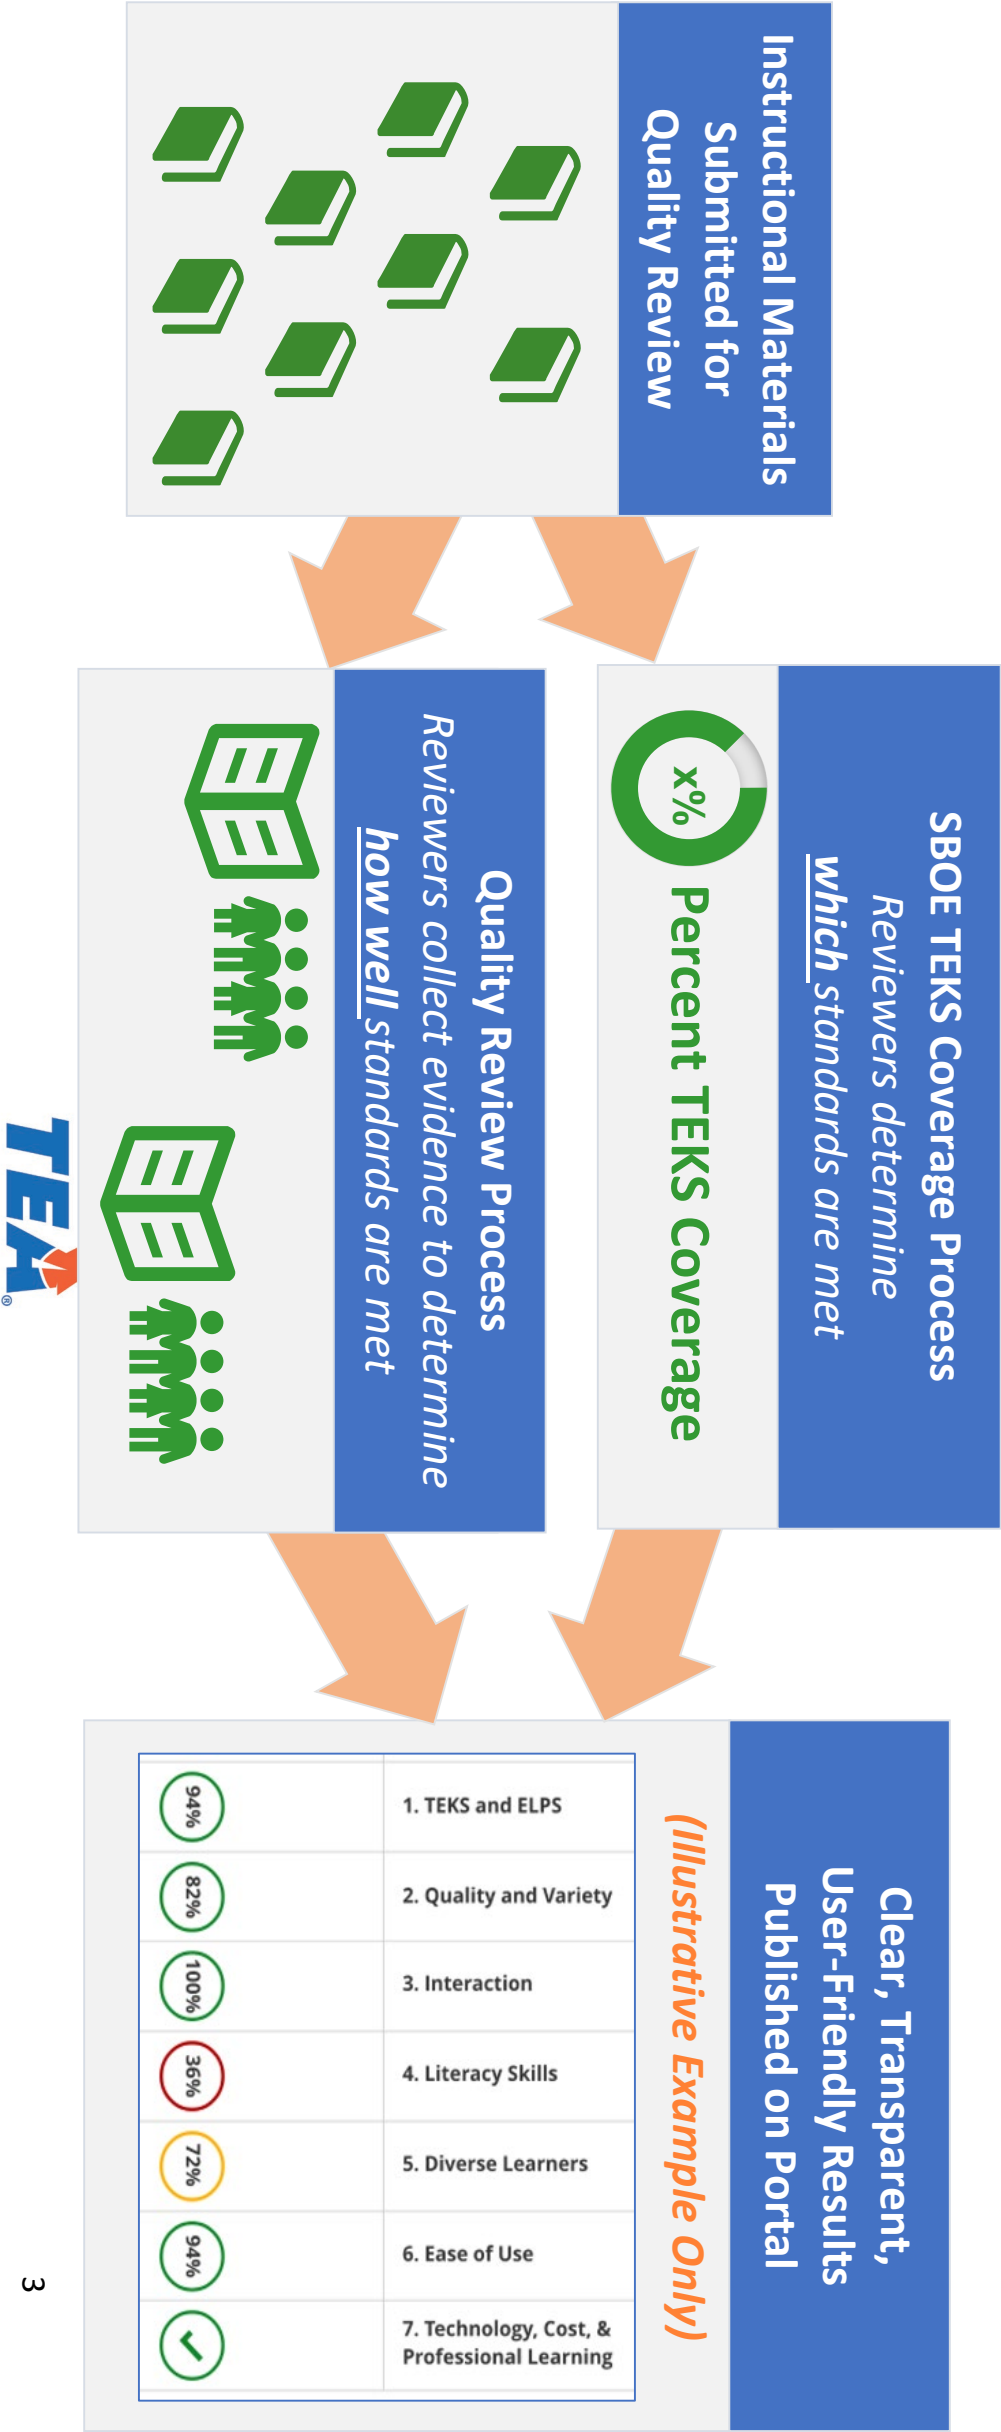 Instructional Materials
Submitted for
Quality Review
SBOE TEKS Coverage Process
Reviewers determine
which standards are met
x%
Percent TEKS Coverage
Quality Review Process
Reviewers collect evidence to determine
how well standards are met
Clear, Transparent,
User-Friendly Results
Published on Portal
(Illustrative Example Only)
1. TEKS and ELPS
94%
2. Quality and Variety
82%
3. Interaction
100%
4. Literacy Skills
36%
5. Diverse Learners
72%
6. Ease of Use
94%
7. Technology, Cost, &
Professional Learning
TEA®
3